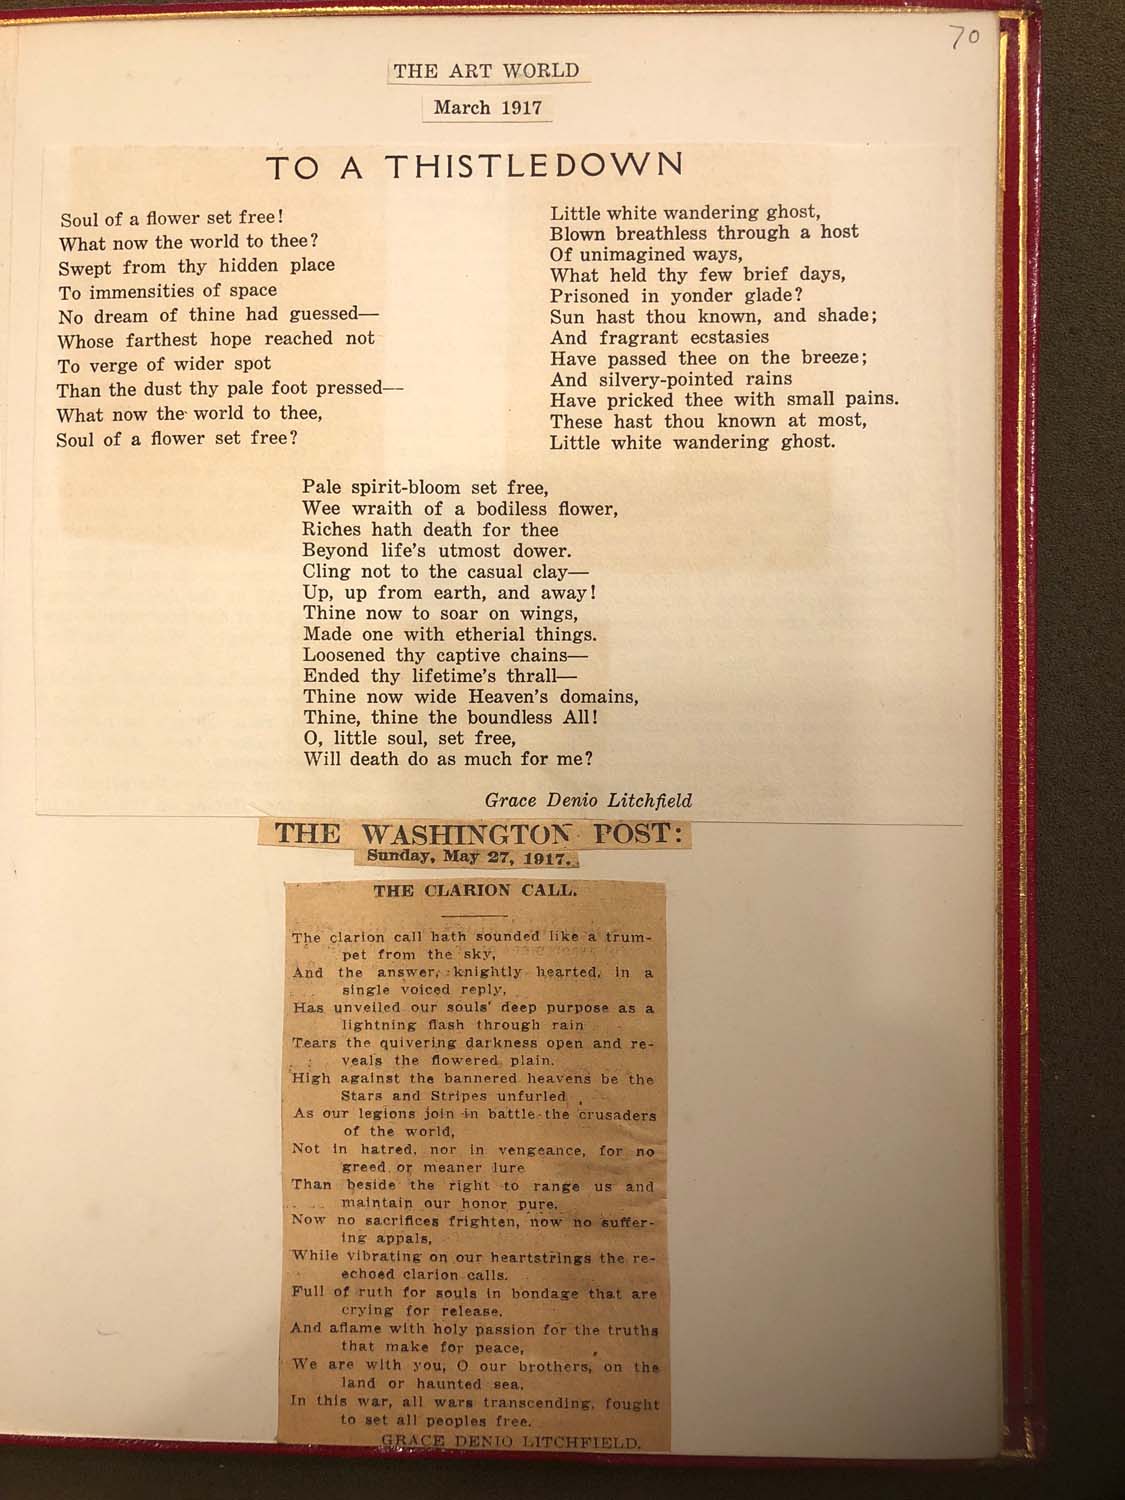 70
THE ART WORLD
March 1917
TO A THISTLEDOWN
Soul of a flower set free!
What now the world to thee?
Swept from thy hidden place
To immensities of space
No dream of thine had guessed—
Whose farthest hope reached not
To verge of wider spot
Than the dust thy pale foot pressed—
What now the world to thee,
Soul of a flower set free?
Little white wandering ghost,
Blown breathless through a host
Of unimagined ways,
What held thy few brief days,
Prisoned in yonder glade?
Sun hast thou known, and shade;
And fragrant ecstasies
Have passed thee on the breeze;
And silvery-pointed rains
Have pricked thee with small pains.
These hast thou known at most,
Little white wandering ghost.
Pale spirit-bloom set free,
Wee wraith of a bodiless flower,
Riches hath death for thee
Beyond life's utmost dower.
Cling not to the casual clay—
Up, up from earth, and away!
Thine now to soar on wings,
Made one with etherial things.
Loosened thy captive chains—
Ended thy lifetime's thrall—
Thine now wide Heaven's domains,
Thine, thine the boundless All!
O, little soul, set free,
Will death do as much for me?
Grace Denio Litchfield
THE WASHINGTON POST:
Sunday, May 27, 1917.
THE CLARION CALL.
The clarion call hath sounded like a trum-
pet from the sky,
And the answer, knightly hearted, in a
single voiced reply,
Has unveiled our souls' deep purpose as a
lightning flash through rain
Tears the quivering darkness open and re-
veals the flowered plain.
High against the bannered heavens be the
Stars and Stripes unfurled
As our legions join in battle the crusaders
of the world,
Not in hatred, nor in vengeance, for no
greed or meaner lure
Than beside the right to range us and
maintain our honor pure.
Now no sacrifices frighten, now no suffer-
ing appals,
While vibrating on our heartstrings the re-
echoed clarion calls.
Full of ruth for souls in bondage that are
crying for release,
And aflame with holy passion for the truths
that make for peace,
We are with you, O our brothers, on the
land or haunted sea,
In this war, all wars transcending, fought
to set all peoples free.
GRACE DENIO LITCHFIELD.